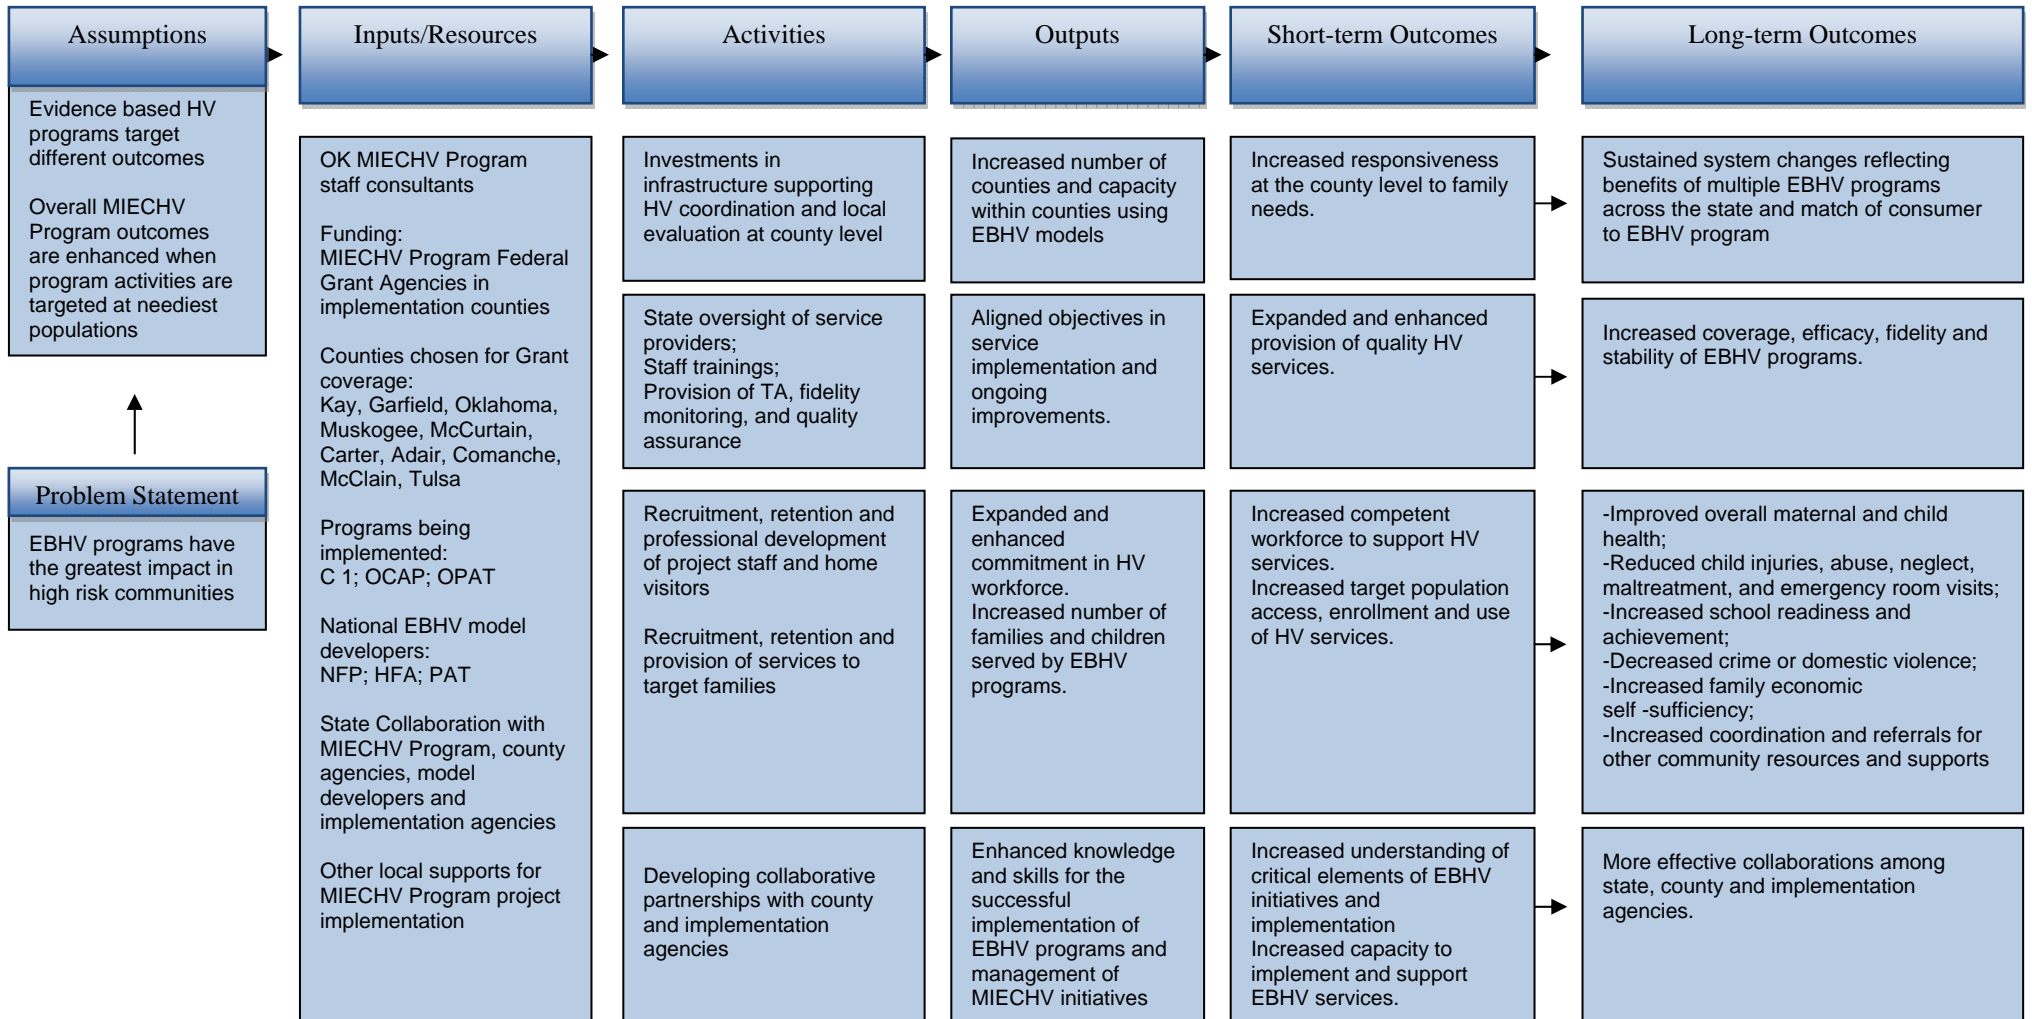 Assumptions
Evidence based HV
programs target
different outcomes
Overall MIECHV
Program outcomes
are enhanced when
program activities are
targeted at neediest
populations
Problem Statement
EBHV programs have
the greatest impact in
high risk communities
Inputs/Resources
OK MIECHV Program
staff consultants
Funding:
MIECHV Program Federal
Grant Agencies in
implementation counties
Counties chosen for Grant
coverage:
Kay, Garfield, Oklahoma,
Muskogee, McCurtain,
Carter, Adair, Comanche,
McClain, Tulsa
Programs being
implemented:
C 1; OCAP; OPAT
National EBHV model
developers:
NFP; HFA; PAT
State Collaboration with
MIECHV Program, county
agencies, model
developers and
implementation agencies
Other local supports for
MIECHV Program project
implementation
Activities
Investments in
infrastructure supporting
HV coordination and local
evaluation at county level
State oversight of service
providers;
Staff trainings;
Provision of TA, fidelity
monitoring, and quality
assurance
Recruitment, retention and
professional development
of project staff and home
visitors
Recruitment, retention and
provision of services to
target families
Developing collaborative
partnerships with county
and implementation
agencies
Outputs
Increased number of
counties and capacity
within counties using
EBHV models
Aligned objectives in
service
implementation and
ongoing
improvements.
Expanded and
enhanced
commitment in HV
workforce.
Increased number of
families and children
served by EBHV
programs.
Enhanced knowledge
and skills for the
successful
implementation of
EBHV programs and
management of
MIECHV initiatives
Short-term Outcomes
Increased responsiveness
at the county level to family
needs.
Expanded and enhanced
provision of quality HV
services.
Increased competent
workforce to support HV
services.
Increased target population
access, enrollment and use
of HV services.
Increased understanding of
critical elements of EBHV
initiatives and
implementation
Increased capacity to
implement and support
EBHV services.
Long-term Outcomes
Sustained system changes reflecting
benefits of multiple EBHV programs
across the state and match of consumer
to EBHV program
Increased coverage, efficacy, fidelity and
stability of EBHV programs.
-Improved overall maternal and child
health;
-Reduced child injuries, abuse, neglect,
maltreatment, and emergency room visits;
-Increased school readiness and
achievement;
-Decreased crime or domestic violence;
-Increased family economic
self -sufficiency;
-Increased coordination and referrals for
other community resources and supports
More effective collaborations among
state, county and implementation
agencies.